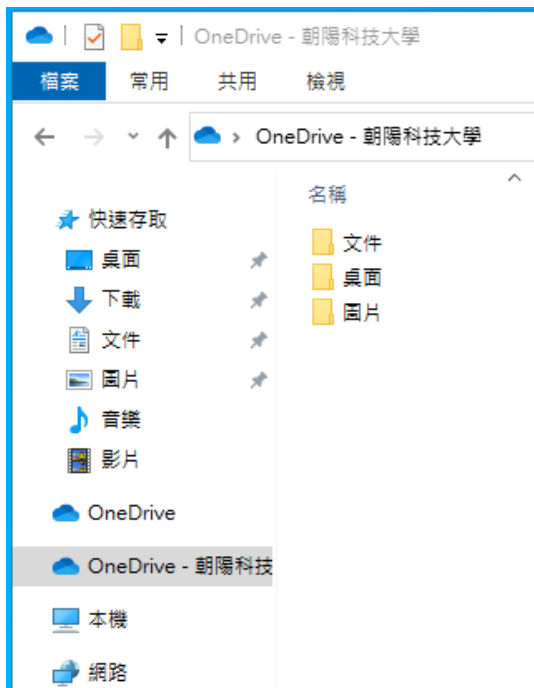 OneDrive - 朝陽科技大學
檔案 常用 共用 檢視
OneDrive - 朝陽科技大學
快速存取
桌面
下載
文件
圖片
音樂
影片
OneDrive
OneDrive - 朝陽科技
本機
網路
名稱
文件
桌面
圖片